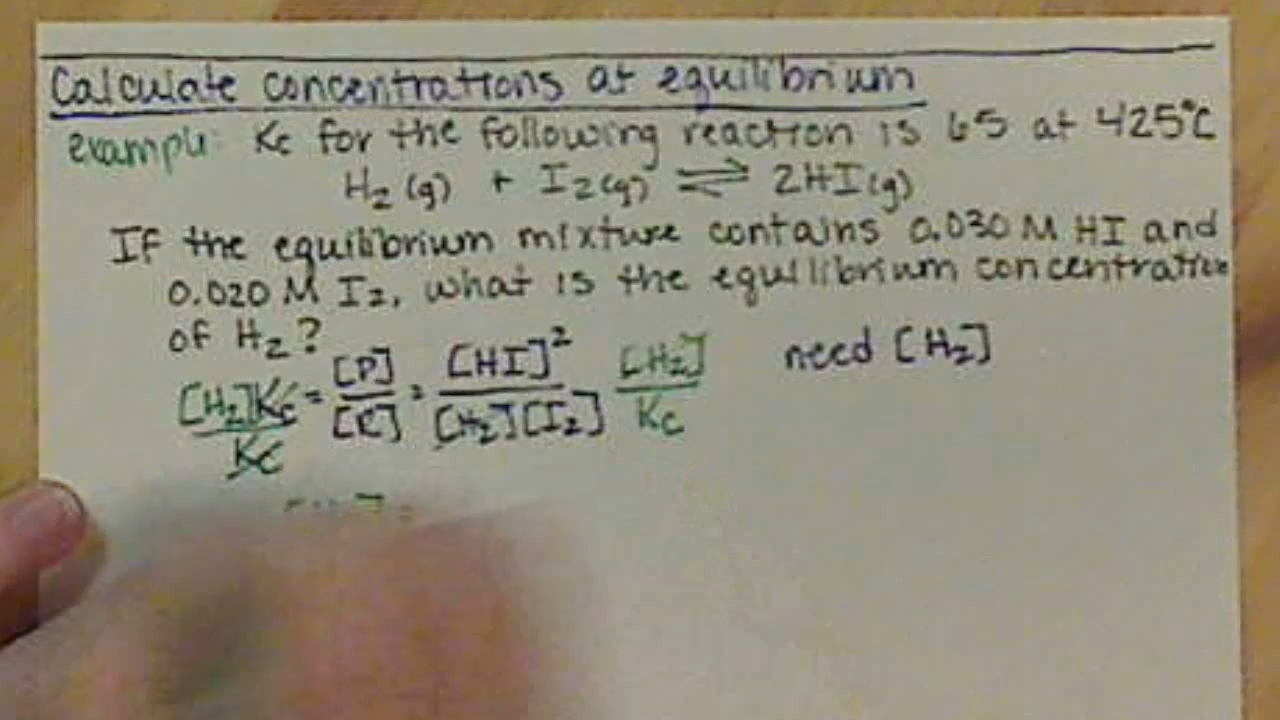 Calculate concentrations at equilibrium
example: Kc for the following reaction is 65 at 425°C
H₂(g) + I₂(g) ⇌ 2HI(g)
If the equilibrium mixture contains 0.030 M HI and
0.020 M I₂, what is the equilibrium concentration
of H₂?
[H₂]Kc/Kc = [P]/[R] = [HI]²/[H₂][I₂] [H₂]/Kc need [H₂]